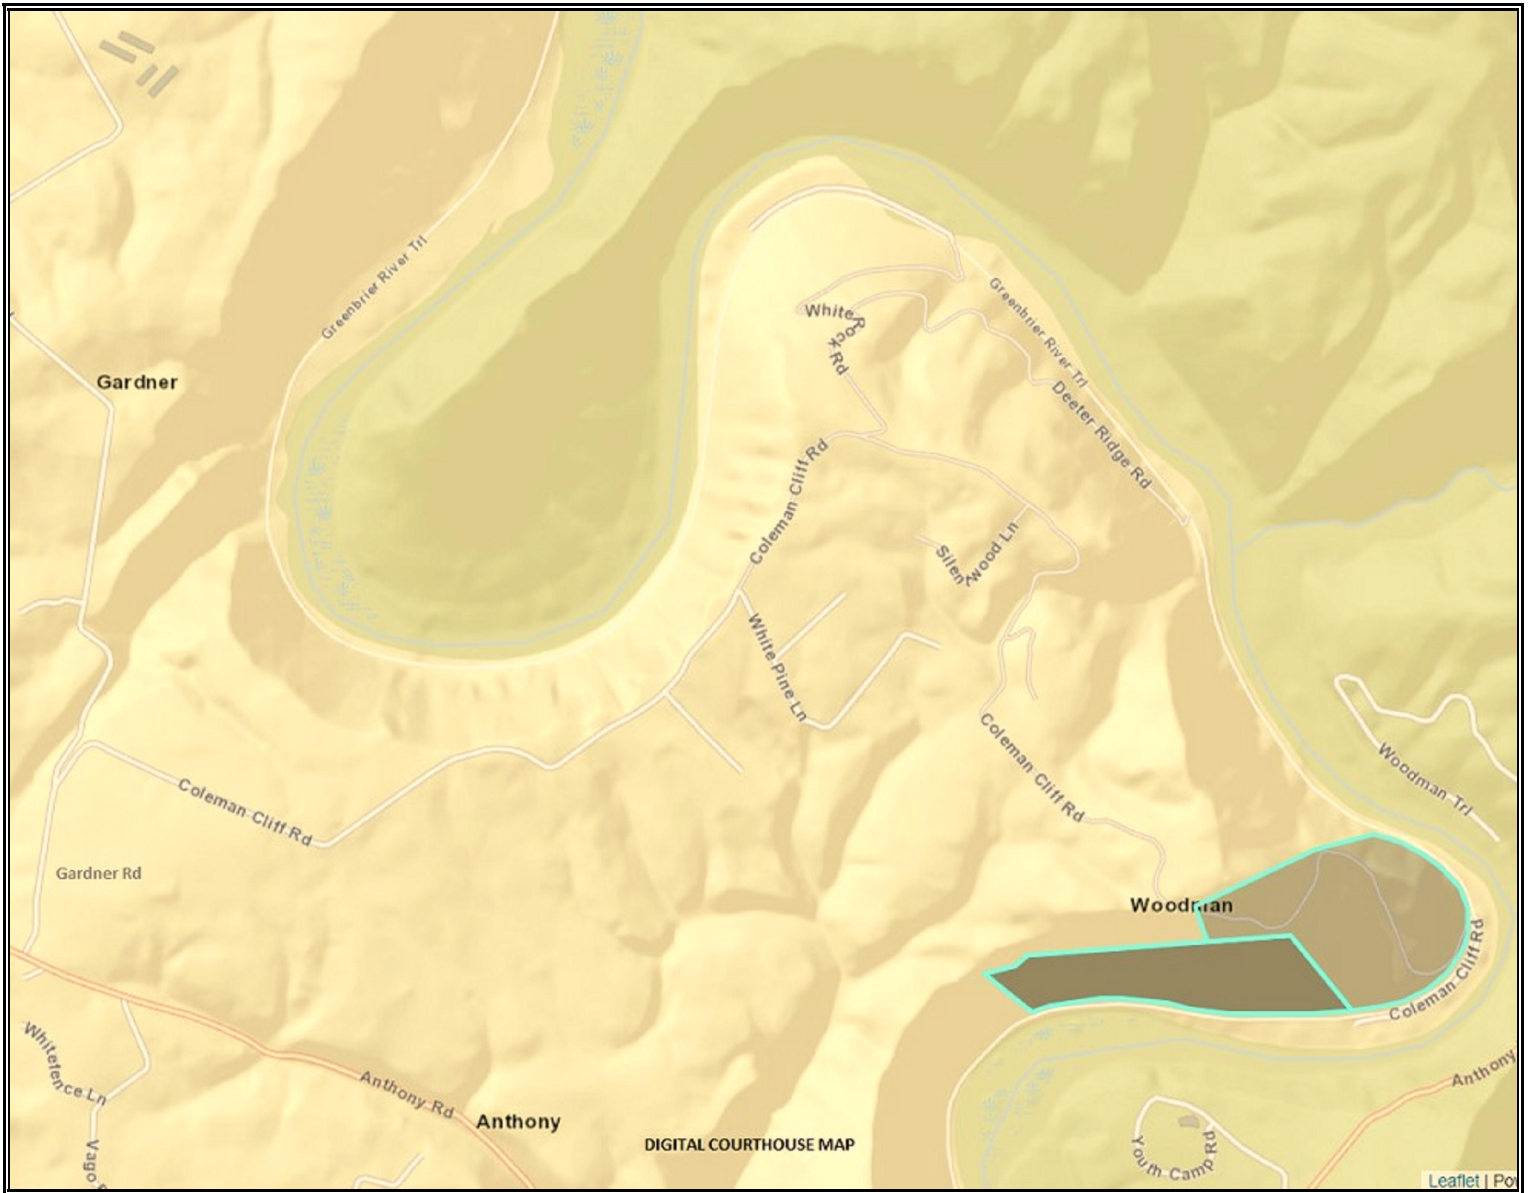 Greenbrier River Trl
White Rock Rd
Greenbrier River Trl
Gardner
Deeter Ridge Rd
Coleman Cliff Rd
Silent wood Ln
White Pine Ln
Coleman Cliff Rd
Woodman Trl
Coleman Cliff Rd
Gardner Rd
Woodman
Coleman Cliff Rd
Whitefence Ln
Anthony Rd
Anthony
Anthony
DIGITAL COURTHOUSE MAP
Youth Camp Rd
Vago
Leaflet | Po